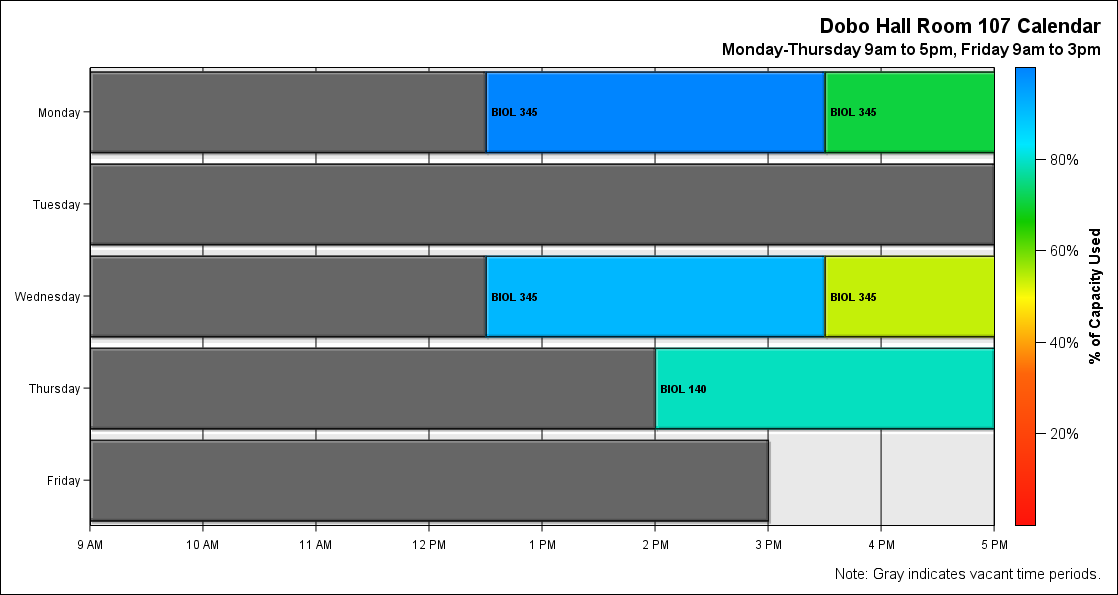 Dobo Hall Room 107 Calendar
Monday-Thursday 9am to 5pm, Friday 9am to 3pm
Monday
BIOL 345
BIOL 345
Tuesday
Wednesday
BIOL 345
BIOL 345
Thursday
BIOL 140
Friday
9 AM
10 AM
11 AM
12 PM
1 PM
2 PM
3 PM
4 PM
5 PM
80%
60%
40%
20%
% of Capacity Used
Note: Gray indicates vacant time periods.